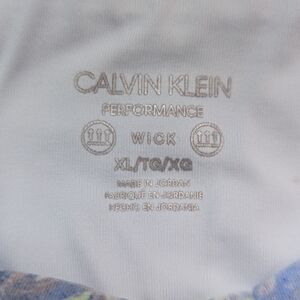 CALVIN KLEIN
PERFORMANCE
WICK
XL/TG/XG
MADE IN JORDAN
FABRIQUÉ EN JORDANIE
HECHO EN JORDANIA